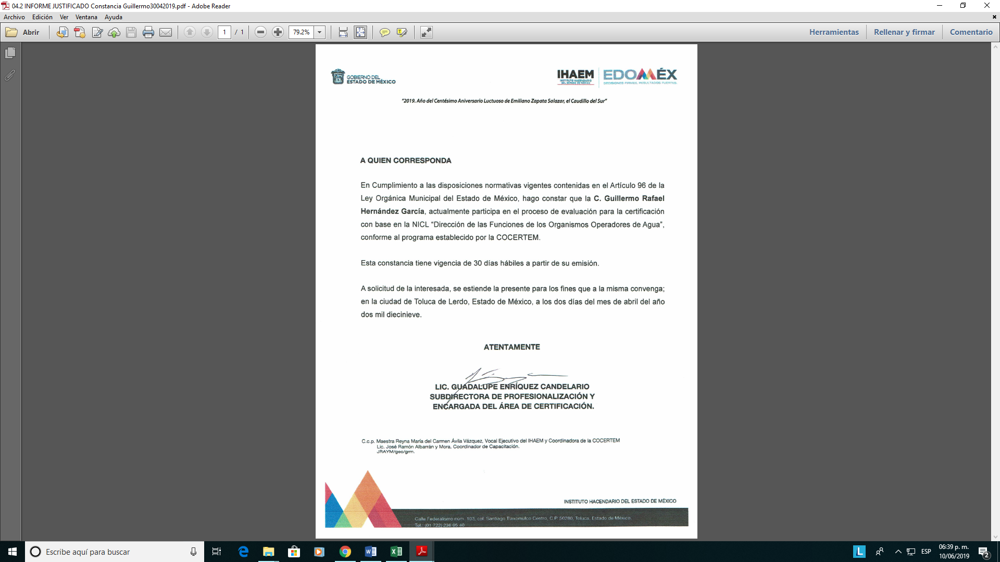 04.2 INFORME JUSTIFICADO Constancia Guillermo30042019.pdf - Adobe Reader
Archivo Edición Ver Ventana Ayuda
Abrir 1 / 1 79.2% Herramientas Rellenar y firmar Comentario
GOBIERNO DEL
ESTADO DE MÉXICO
IHAEM
INSTITUTO HACENDARIO
DEL ESTADO DE MÉXICO
EDOMÉX
DECISIONES FIRMES, RESULTADOS FUERTES.
"2019. Año del Centésimo Aniversario Luctuoso de Emiliano Zapata Salazar, el Caudillo del Sur"
A QUIEN CORRESPONDA
En Cumplimiento a las disposiciones normativas vigentes contenidas en el Artículo 96 de la
Ley Orgánica Municipal del Estado de México, hago constar que la C. Guillermo Rafael
Hernández García, actualmente participa en el proceso de evaluación para la certificación
con base en la NICL “Dirección de las Funciones de los Organismos Operadores de Agua”,
conforme al programa establecido por la COCERTEM.
Esta constancia tiene vigencia de 30 días hábiles a partir de su emisión.
A solicitud de la interesada, se estiende la presente para los fines que a la misma convenga;
en la ciudad de Toluca de Lerdo, Estado de México, a los dos días del mes de abril del año
dos mil diecinieve.
ATENTAMENTE
LIC. GUADALUPE ENRÍQUEZ CANDELARIO
SUBDIRECTORA DE PROFESIONALIZACIÓN Y
ENCARGADA DEL ÁREA DE CERTIFICACIÓN.
C.c.p. Maestra Reyna María del Carmen Ávila Vázquez, Vocal Ejecutivo del IHAEM y Coordinadora de la COCERTEM
Lic. José Ramón Albarrán y Mora, Coordinador de Capacitación.
JRAYM/gec/grm.
INSTITUTO HACENDARIO DEL ESTADO DE MÉXICO
Calle Federalismo núm. 103, col. Santiago Tlaxomulco Centro, C.P. 50280, Toluca, Estado de México.
Tel.: (01 722) 236 05 40
Escribe aquí para buscar
L
ESP
06:39 p. m.
10/06/2019
2